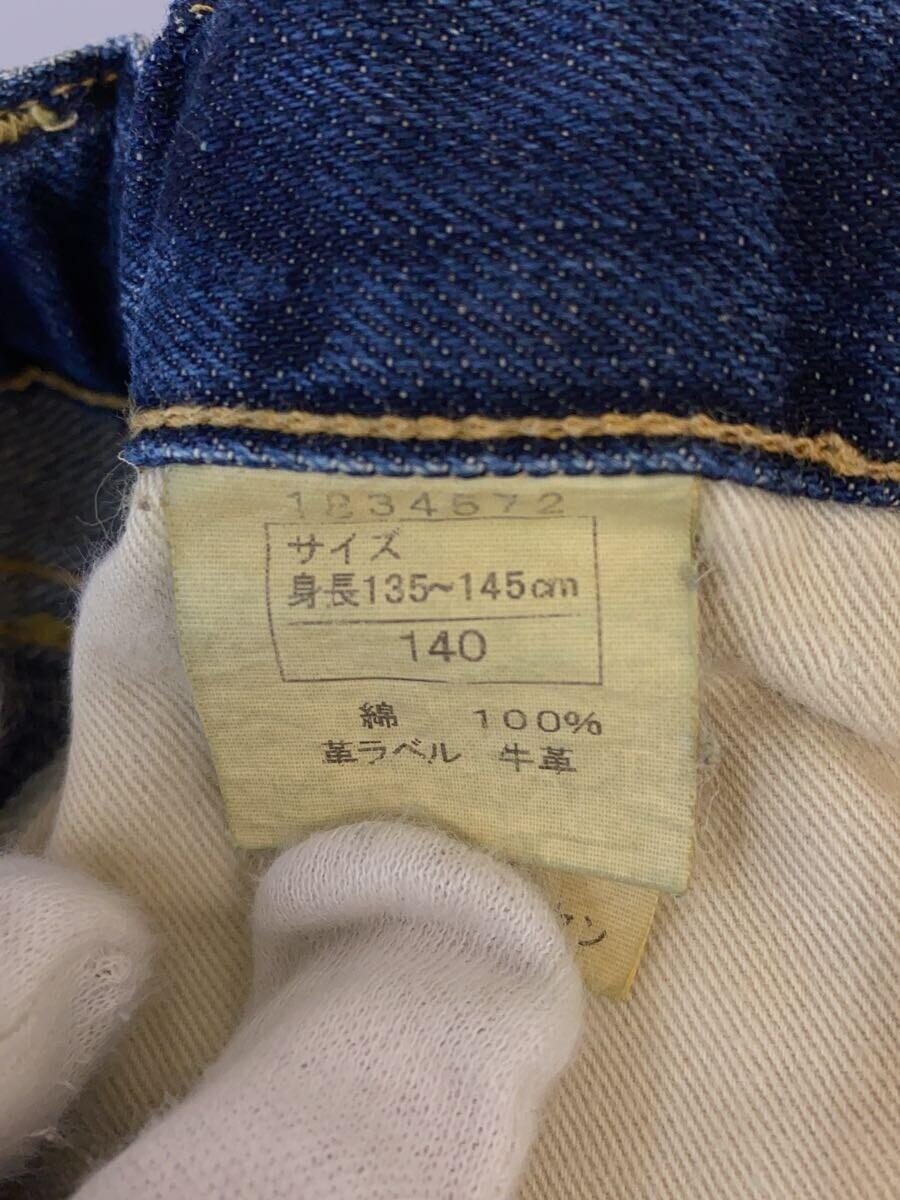 1234572
サイズ
身長135~145cm
140
綿 100%
革ラベル 牛革
ン